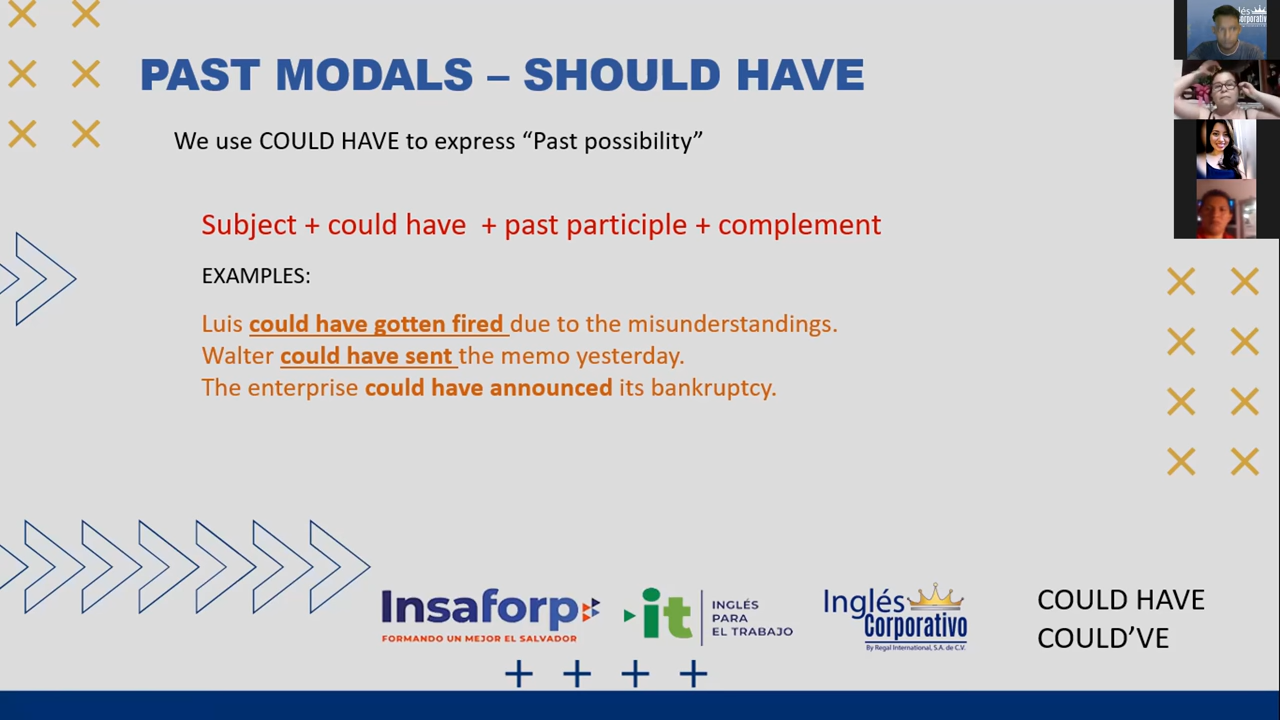 PAST MODALS – SHOULD HAVE
We use COULD HAVE to express “Past possibility”
Subject + could have + past participle + complement
EXAMPLES:
Luis could have gotten fired due to the misunderstandings.
Walter could have sent the memo yesterday.
The enterprise could have announced its bankruptcy.
Insaforp
FORMANDO UN MEJOR EL SALVADOR
it
INGLÉS
PARA
EL TRABAJO
Inglés
Corporativo
By Regal International, S.A. de C.V.
COULD HAVE
COULD’VE